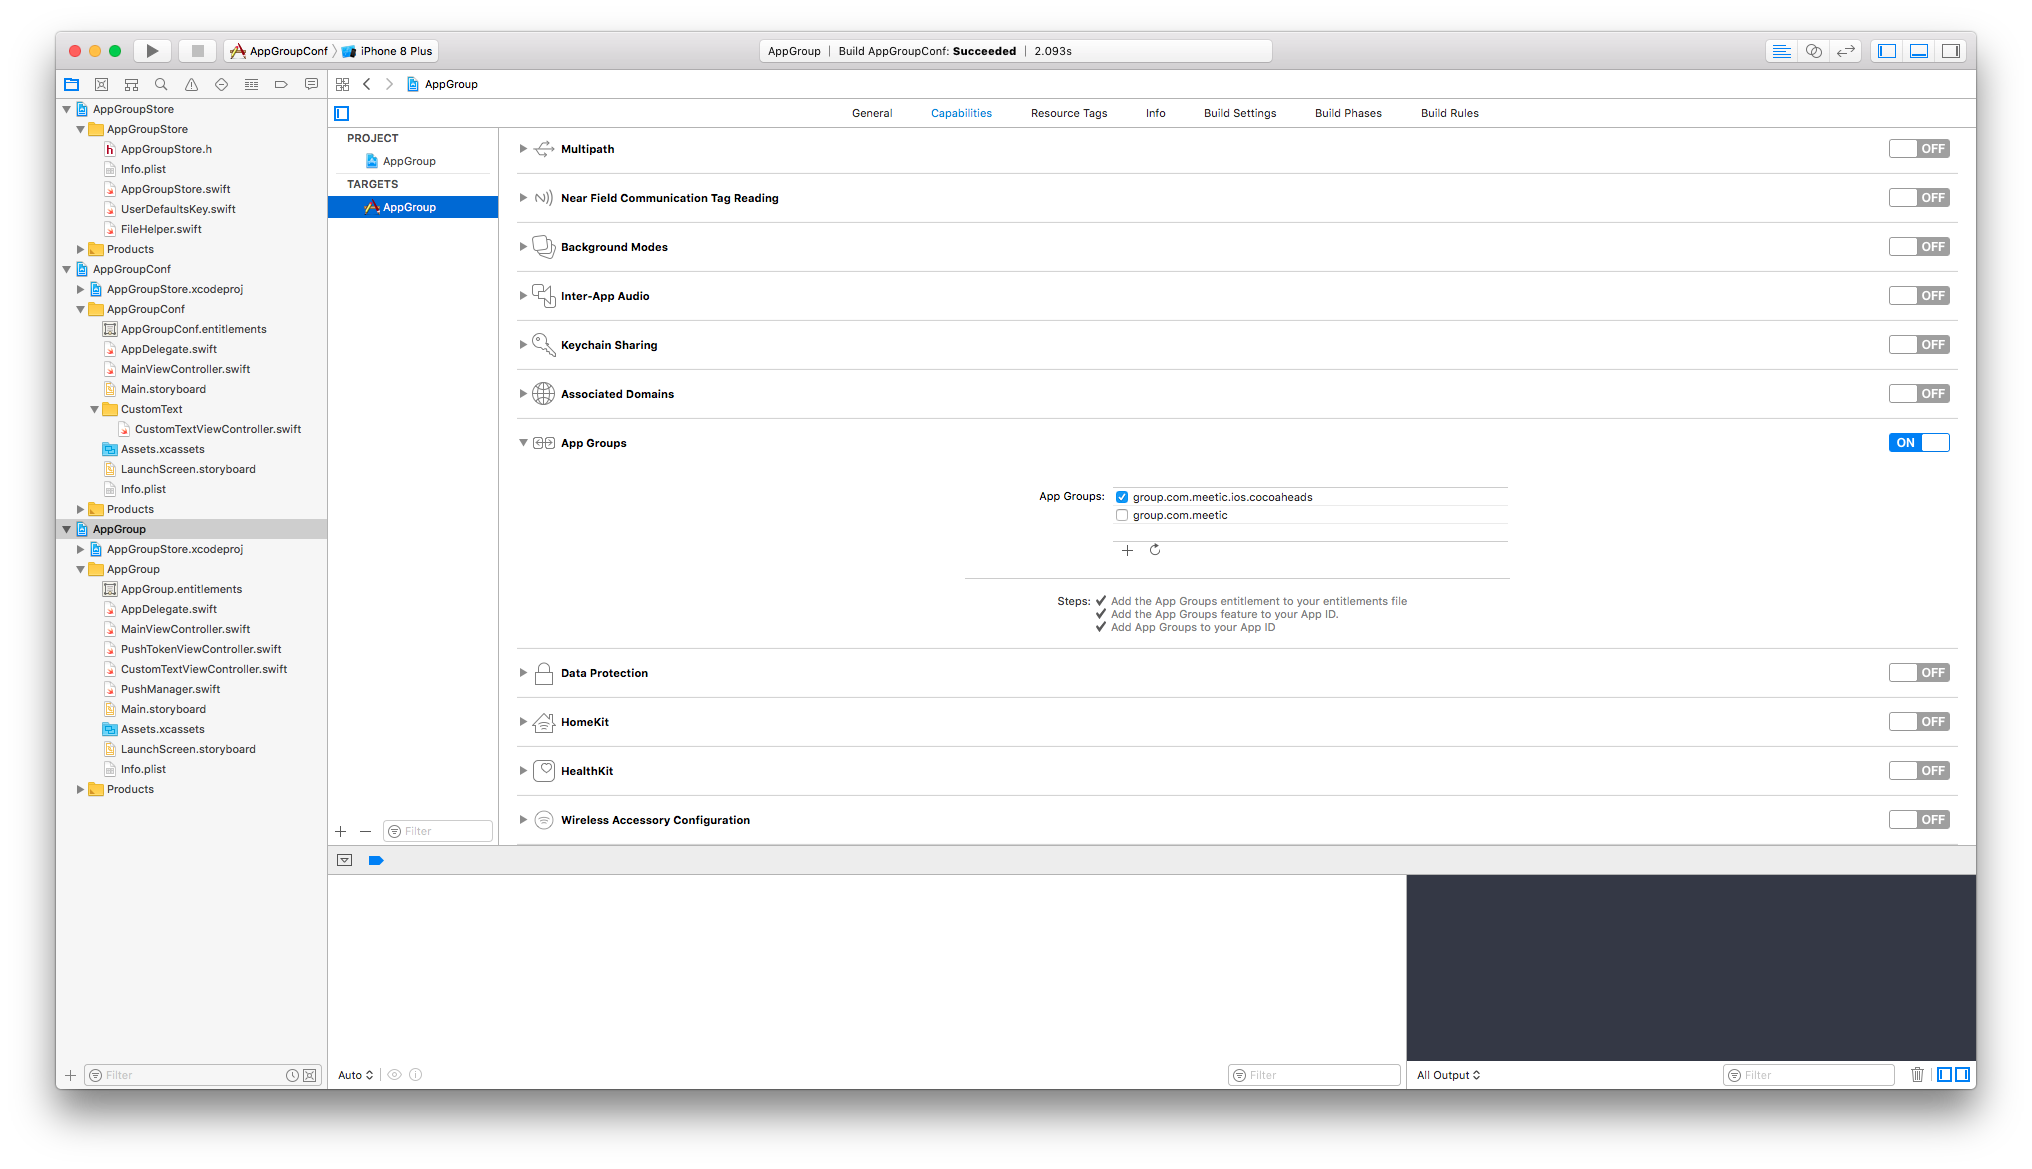 AppGroupConf iPhone 8 Plus
AppGroup | Build AppGroupConf: Succeeded | 2.093s
AppGroup
AppGroupStore
AppGroupStore
AppGroupStore.h
Info.plist
AppGroupStore.swift
UserDefaultsKey.swift
FileHelper.swift
Products
AppGroupConf
AppGroupStore.xcodeproj
AppGroupConf
AppGroupConf.entitlements
AppDelegate.swift
MainViewController.swift
Main.storyboard
CustomText
CustomTextViewController.swift
Assets.xcassets
LaunchScreen.storyboard
Info.plist
Products
AppGroup
AppGroupStore.xcodeproj
AppGroup
AppGroup.entitlements
AppDelegate.swift
MainViewController.swift
PushTokenViewController.swift
CustomTextViewController.swift
PushManager.swift
Main.storyboard
Assets.xcassets
LaunchScreen.storyboard
Info.plist
Products
Filter
General Capabilities Resource Tags Info Build Settings Build Phases Build Rules
PROJECT
AppGroup
TARGETS
AppGroup
Filter
Multipath OFF
Near Field Communication Tag Reading OFF
Background Modes OFF
Inter-App Audio OFF
Keychain Sharing OFF
Associated Domains OFF
App Groups ON
App Groups: group.com.meetic.ios.cocoaheads
group.com.meetic
Steps: Add the App Groups entitlement to your entitlements file
Add the App Groups feature to your App ID.
Add App Groups to your App ID
Data Protection OFF
HomeKit OFF
HealthKit OFF
Wireless Accessory Configuration OFF
Auto Filter
All Output Filter